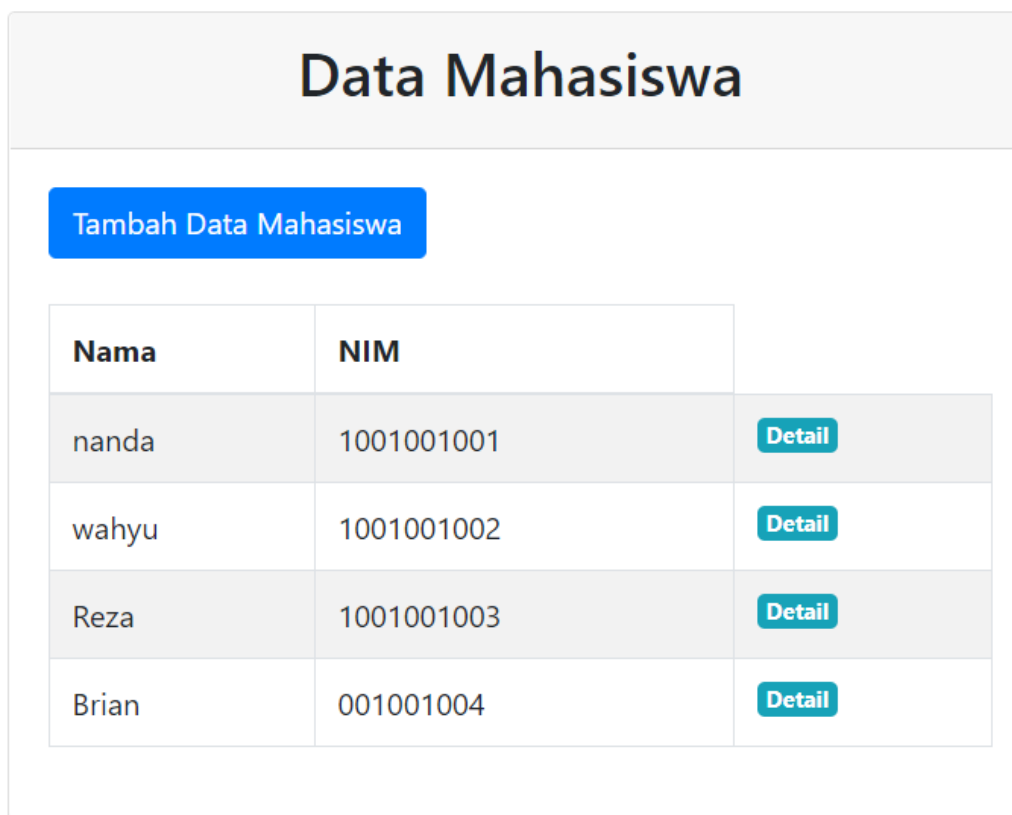 Data Mahasiswa
Tambah Data Mahasiswa
Nama NIM
nanda 1001001001 Detail
wahyu 1001001002 Detail
Reza 1001001003 Detail
Brian 001001004 Detail